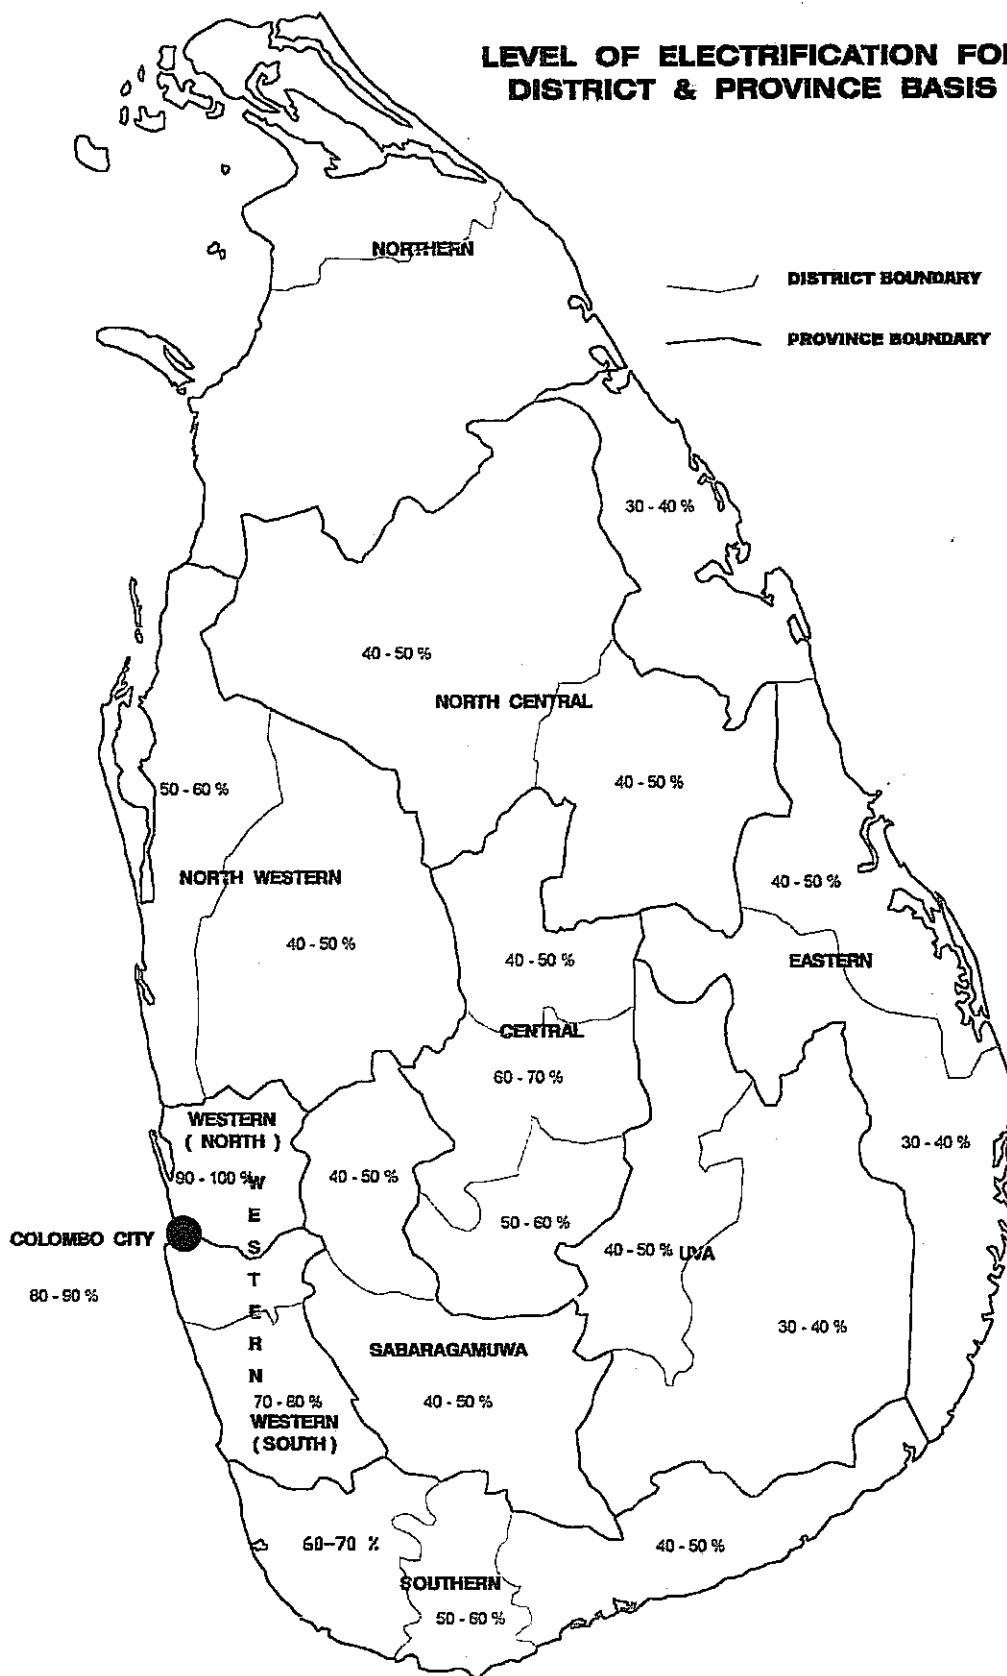 LEVEL OF ELECTRIFICATION FO
DISTRICT & PROVINCE BASIS
NORTHERN
DISTRICT BOUNDARY
PROVINCE BOUNDARY
30 - 40 %
40 - 50 %
NORTH CENTRAL
50 - 60 %
40 - 50 %
NORTH WESTERN
40 - 50 %
40 - 50 %
40 - 50 %
EASTERN
CENTRAL
60 - 70 %
WESTERN
( NORTH )
90 - 100 %
40 - 50 %
30 - 40 %
50 - 60 %
COLOMBO CITY
40 - 50 %
UVA
80 - 90 %
WESTERN
30 - 40 %
SABARAGAMUWA
70 - 80 %
40 - 50 %
WESTERN
( SOUTH )
60-70 %
40 - 50 %
SOUTHERN
50 - 60 %